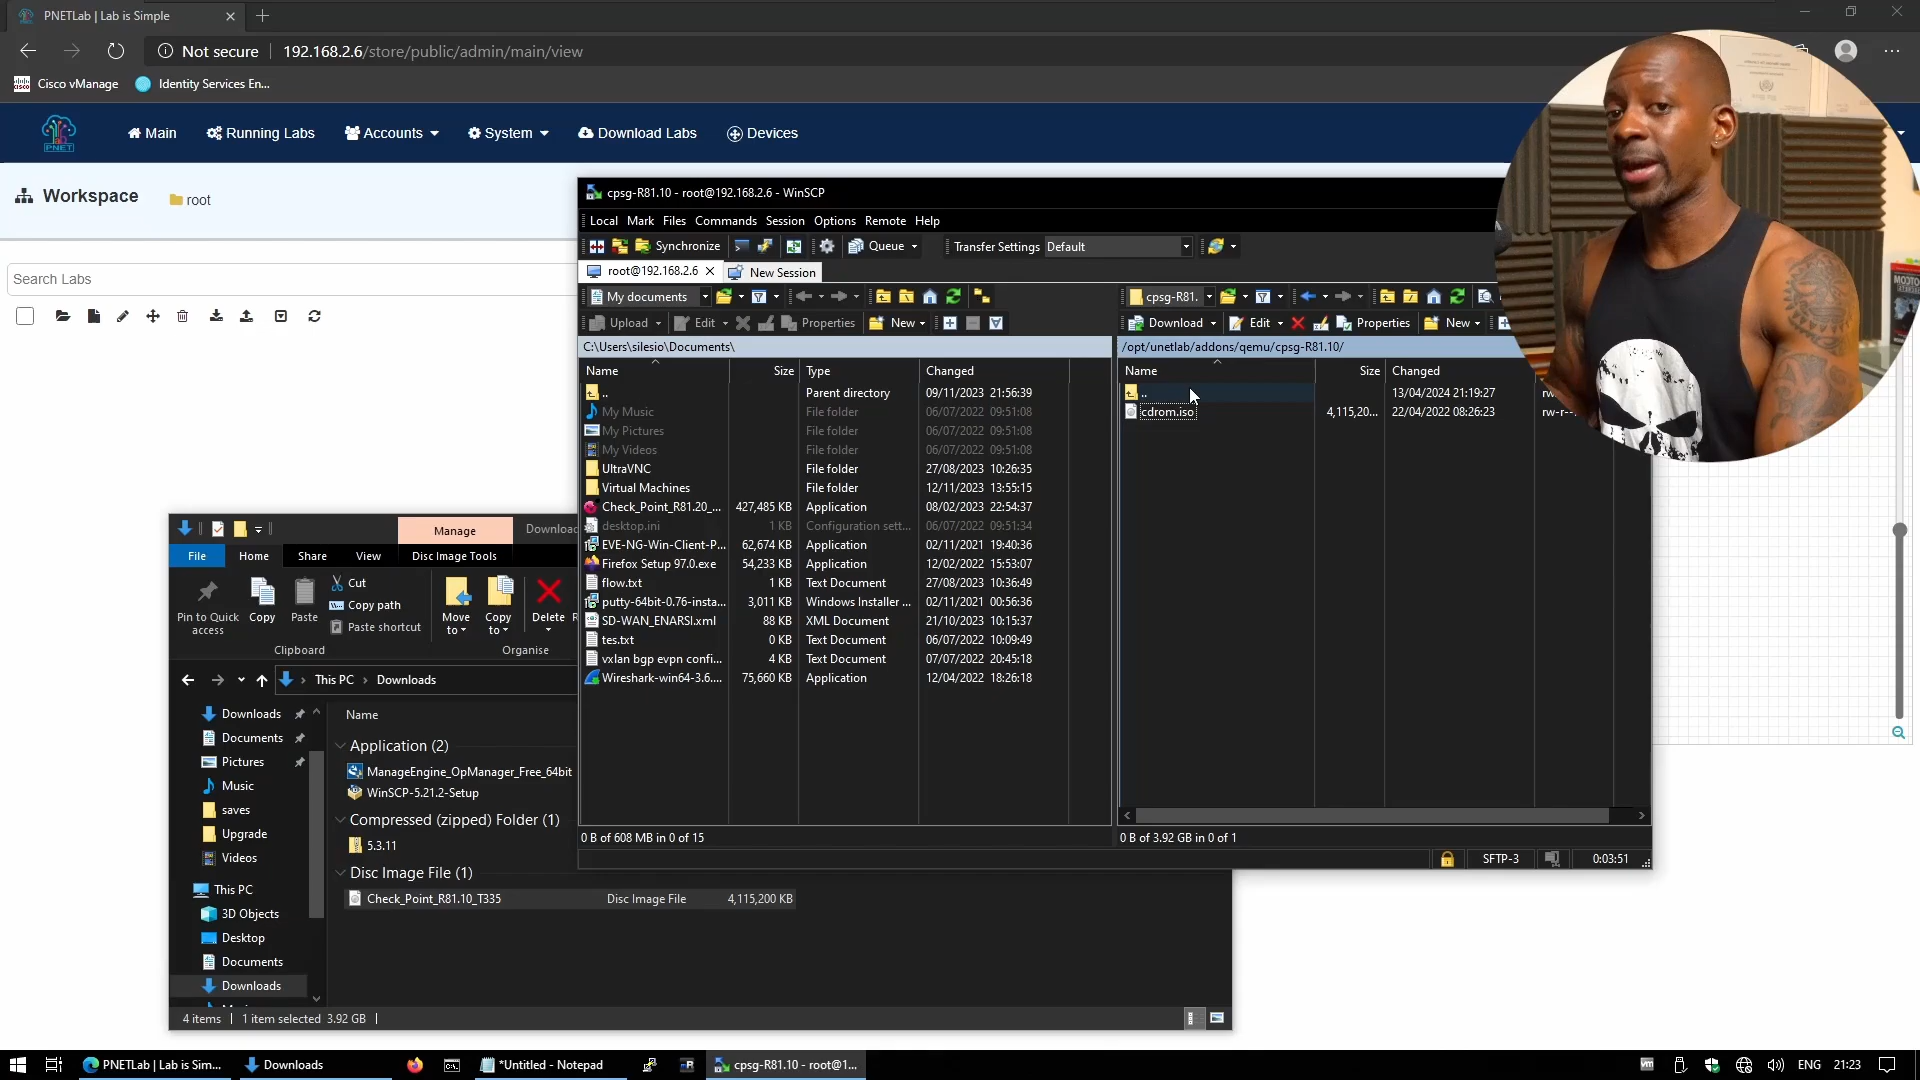 PNETLab | Lab is Simple
Not secure
192.168.2.6/store/public/admin/main/view
Cisco vManage
Identity Services En...
PNET
Main
Running Labs
Accounts
System
Download Labs
Devices
Workspace
root
Search Labs
cpsg-R81.10 - root@192.168.2.6 - WinSCP
Local Mark Files Commands Session Options Remote Help
Synchronize
Queue
Transfer Settings Default
root@192.168.2.6
New Session
My documents
cpsg-R81.
Upload
Edit
Properties
New
Download
Edit
Properties
New
C:\Users\silesio\Documents\
/opt/unetlab/addons/qemu/cpsg-R81.10/
Name Size Type Changed
.. Parent directory 09/11/2023 21:56:39
My Music File folder 06/07/2022 09:51:08
My Pictures File folder 06/07/2022 09:51:08
My Videos File folder 06/07/2022 09:51:08
UltraVNC File folder 27/08/2023 10:26:35
Virtual Machines File folder 12/11/2023 13:55:15
Check_Point_R81.20_... 427,485 KB Application 08/02/2023 22:54:37
desktop.ini 1 KB Configuration sett... 06/07/2022 09:51:34
EVE-NG-Win-Client-P... 62,674 KB Application 02/11/2021 19:40:36
Firefox Setup 97.0.exe 54,233 KB Application 12/02/2022 15:53:07
flow.txt 1 KB Text Document 27/08/2023 10:36:49
putty-64bit-0.76-insta... 3,011 KB Windows Installer ... 02/11/2021 00:56:36
SD-WAN_ENARSI.xml 88 KB XML Document 21/10/2023 10:15:37
tes.txt 0 KB Text Document 06/07/2022 10:09:49
vxlan bgp evpn confi... 4 KB Text Document 07/07/2022 20:45:18
Wireshark-win64-3.6.... 75,660 KB Application 12/04/2022 18:26:18
Name Size Changed
.. 13/04/2024 21:19:27
cdrom.iso 4,115,20... 22/04/2022 08:26:23 rw-r--
0 B of 608 MB in 0 of 15
0 B of 3.92 GB in 0 of 1
SFTP-3
0:03:51
Manage
Downloa
File Home Share View Disc Image Tools
Pin to Quick
access
Copy
Paste
Cut
Copy path
Paste shortcut
Move
to
Copy
to
Delete
Clipboard
Organise
This PC > Downloads
Downloads
Documents
Pictures
Music
saves
Upgrade
Videos
This PC
3D Objects
Desktop
Documents
Downloads
Name
Application (2)
ManageEngine_OpManager_Free_64bit
WinSCP-5.21.2-Setup
Compressed (zipped) Folder (1)
5.3.11
Disc Image File (1)
Check_Point_R81.10_T335 Disc Image File 4,115,200 KB
4 items
1 item selected 3.92 GB
PNETLab | Lab is Sim...
Downloads
*Untitled - Notepad
cpsg-R81.10 - root@1...
ENG
21:23